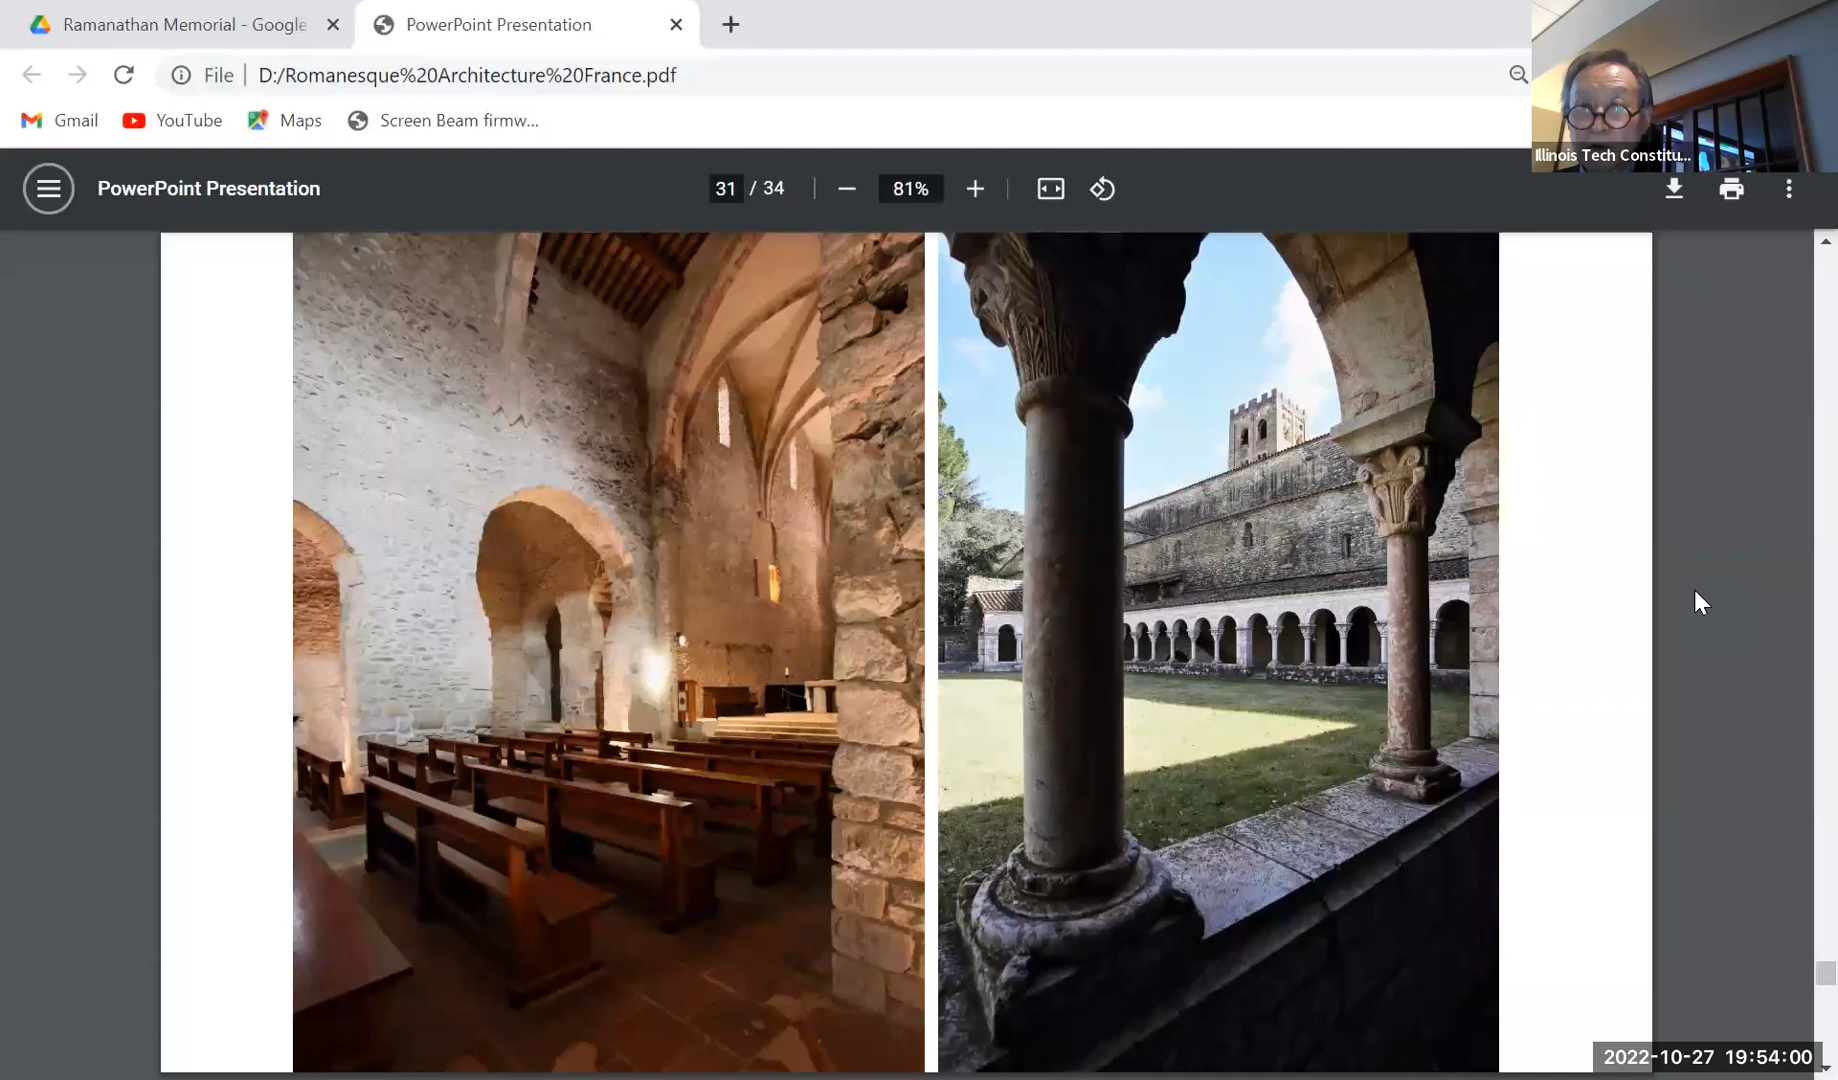 Ramanathan Memorial - Google
PowerPoint Presentation
File
D:/Romanesque%20Architecture%20France.pdf
Gmail
YouTube
Maps
Screen Beam firmw...
Illinois Tech Constitu...
PowerPoint Presentation
31 / 34
81%
2022-10-27 19:54:00